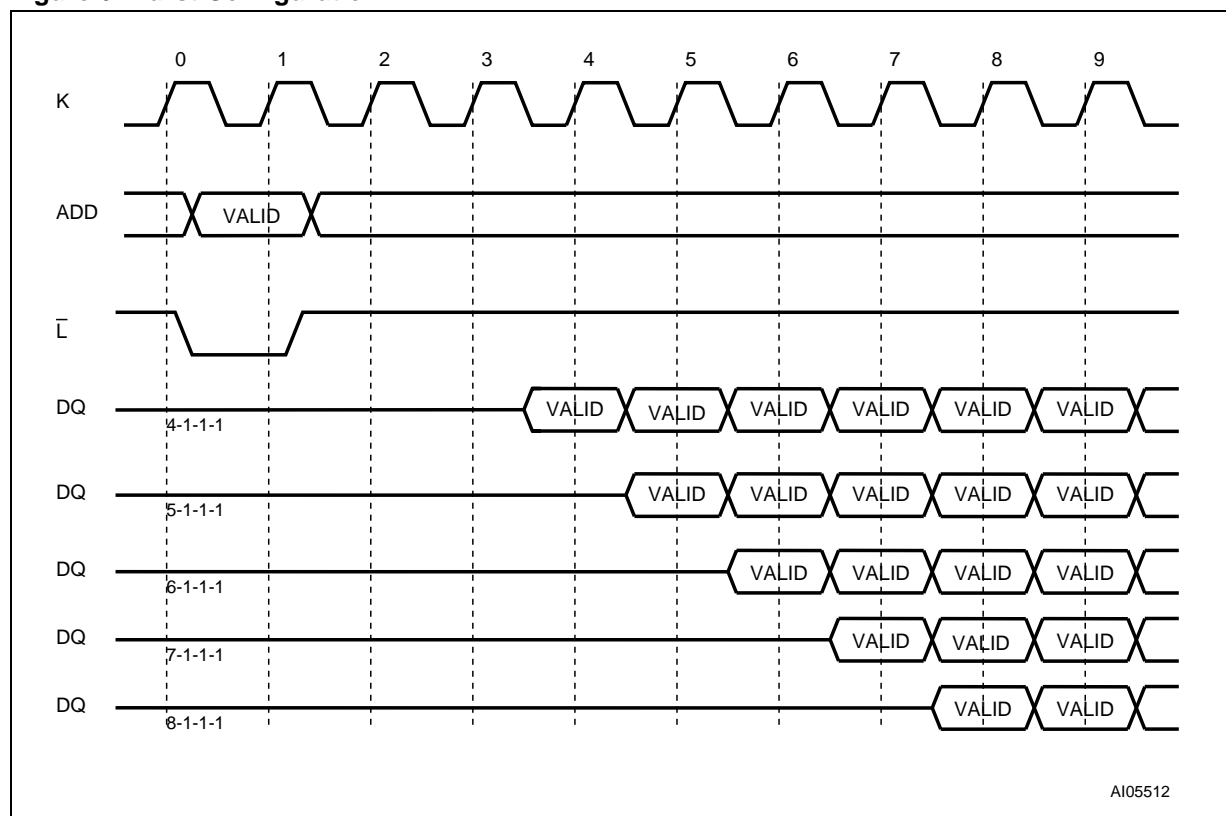 0 1 2 3 4 5 6 7 8 9
K
ADD VALID
L̅
DQ VALID VALID VALID VALID VALID VALID
4-1-1-1
DQ VALID VALID VALID VALID VALID
5-1-1-1
DQ VALID VALID VALID VALID
6-1-1-1
DQ VALID VALID VALID
7-1-1-1
DQ VALID VALID
8-1-1-1
AI05512